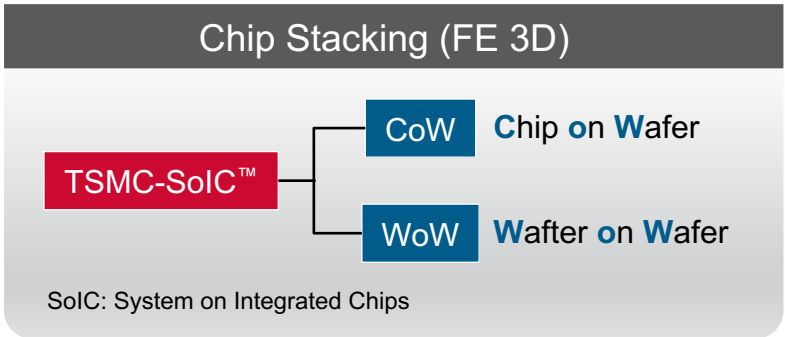 Chip Stacking (FE 3D)
CoW Chip on Wafer
TSMC-SoIC™
WoW Wafter on Wafer
SoIC: System on Integrated Chips